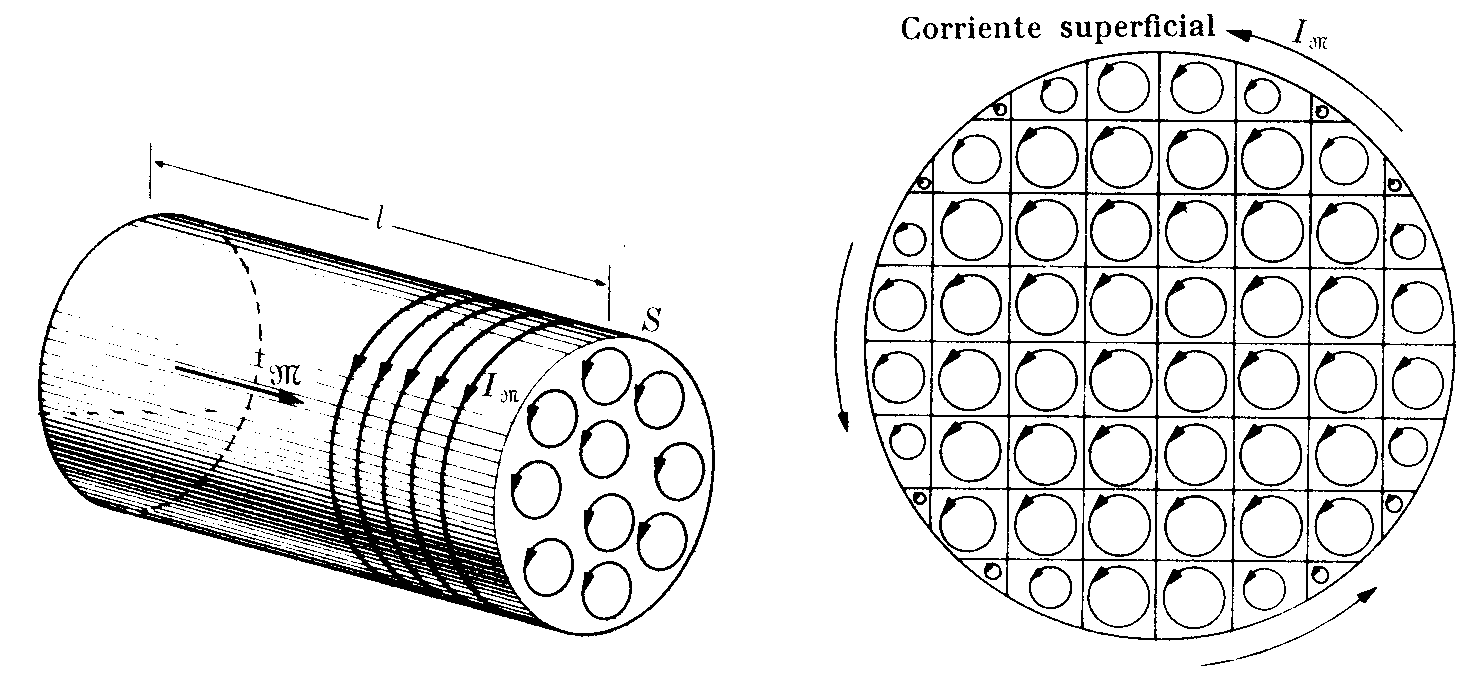 l
S
𝔐
I𝔐
Corriente superficial
I𝔐